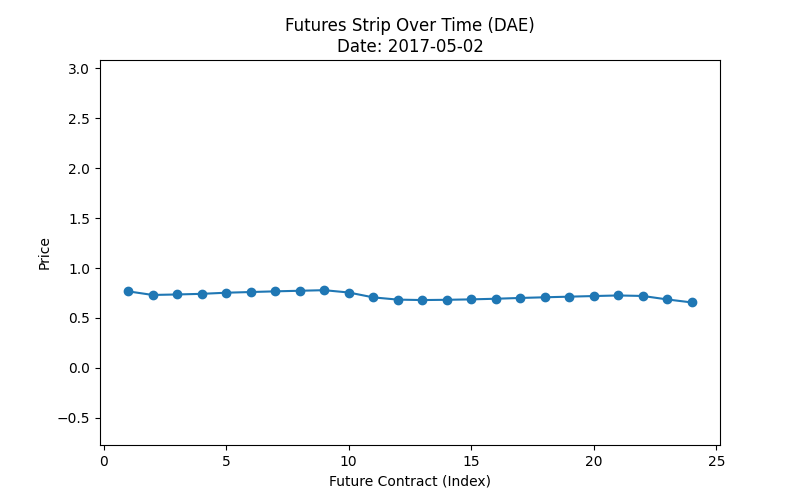 Futures Strip Over Time (DAE)
Date: 2017-05-02
Price
3.0
2.5
2.0
1.5
1.0
0.5
0.0
−0.5
0 5 10 15 20 25
Future Contract (Index)